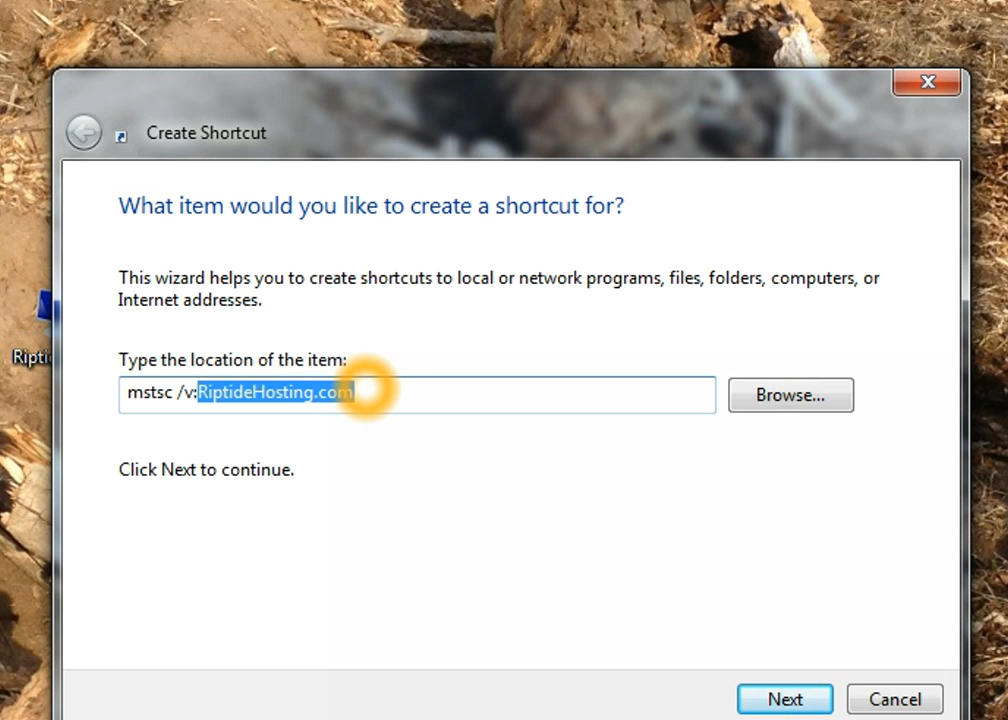 Create Shortcut
What item would you like to create a shortcut for?
This wizard helps you to create shortcuts to local or network programs, files, folders, computers, or
Internet addresses.
Ripti
Type the location of the item:
mstsc /v:RiptideHosting.com
Browse...
Click Next to continue.
Next
Cancel